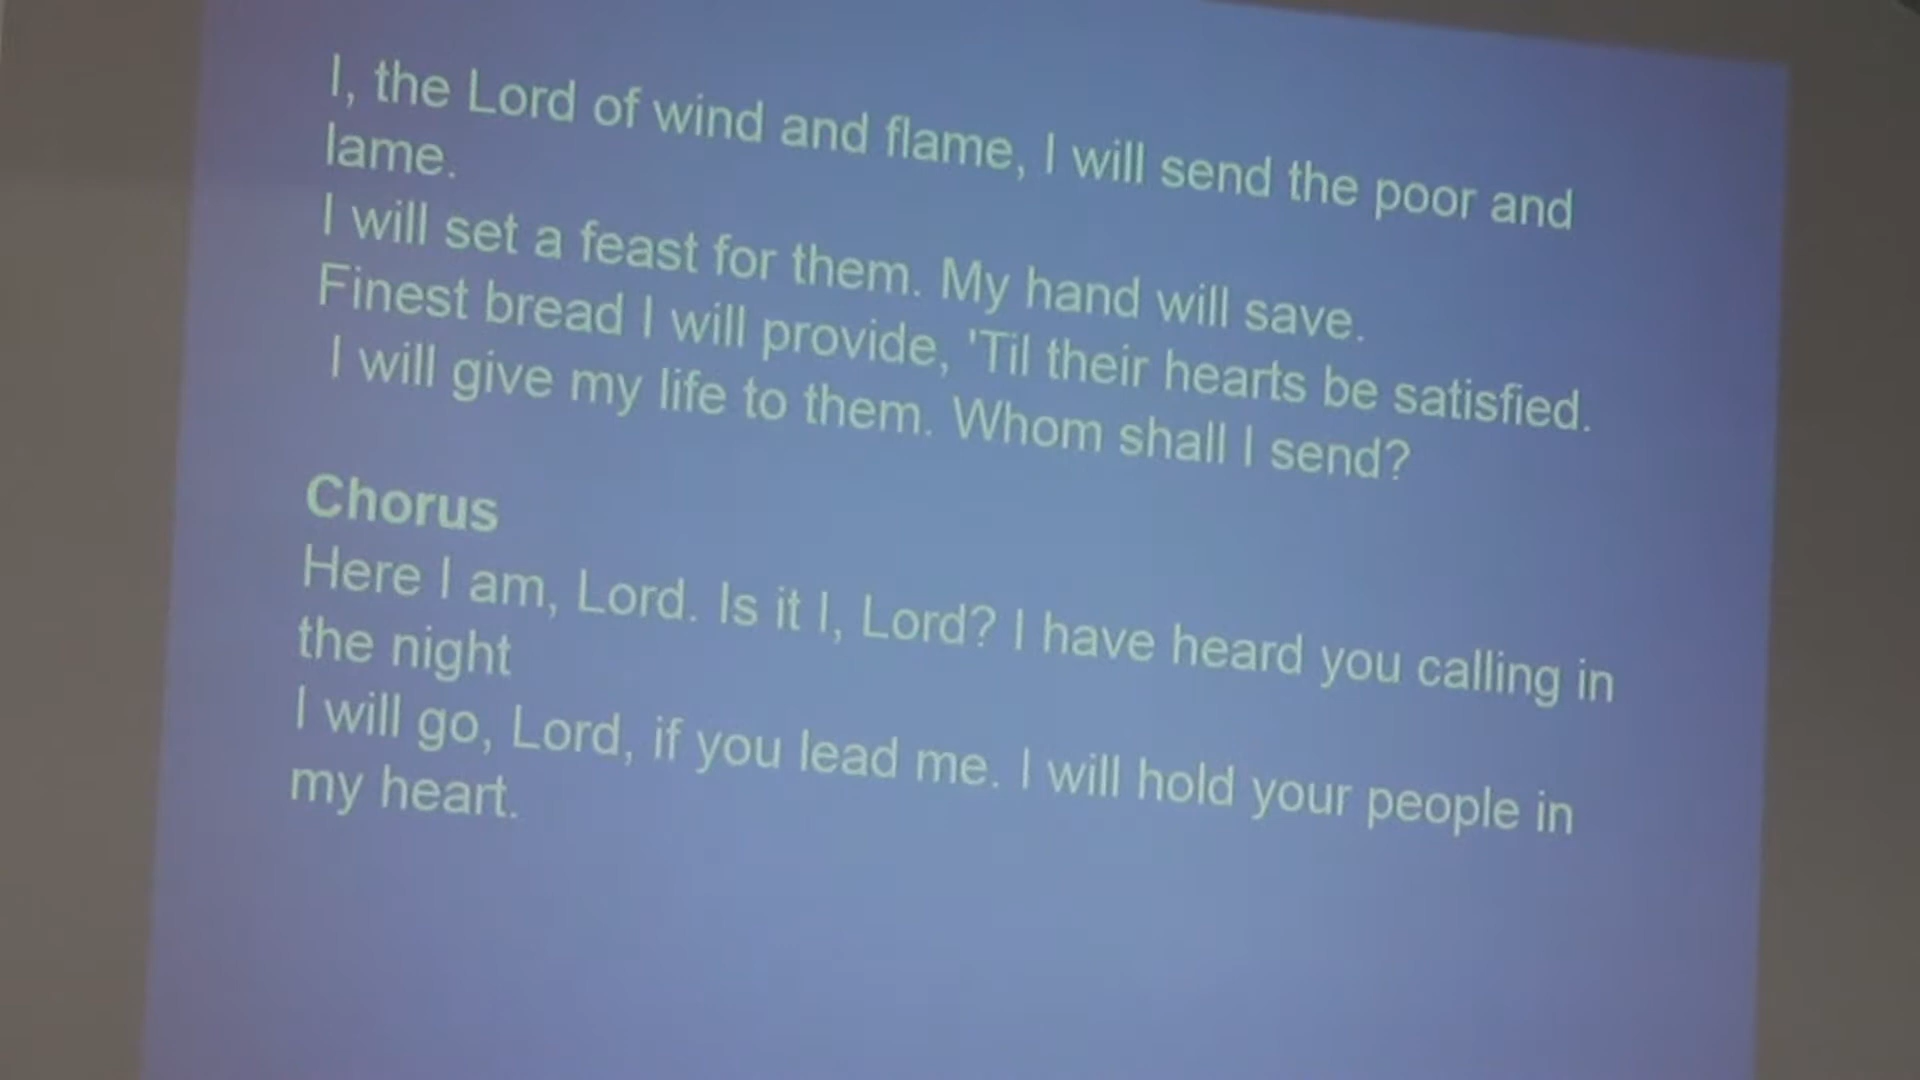 I, the Lord of wind and flame, I will send the poor and
lame.
I will set a feast for them. My hand will save.
Finest bread I will provide, 'Til their hearts be satisfied.
I will give my life to them. Whom shall I send?
Chorus
Here I am, Lord. Is it I, Lord? I have heard you calling in
the night
I will go, Lord, if you lead me. I will hold your people in
my heart.